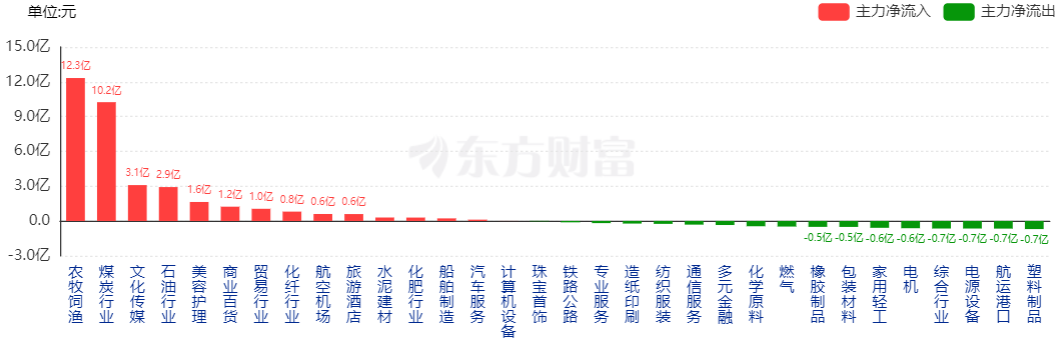 单位:元
主力净流入
主力净流出
15.0亿
12.0亿
9.0亿
6.0亿
3.0亿
0.0
-3.0亿
12.3亿
10.2亿
3.1亿
2.9亿
1.6亿
1.2亿
1.0亿
0.8亿
0.6亿
0.6亿
-0.5亿
-0.5亿
-0.6亿
-0.6亿
-0.7亿
-0.7亿
-0.7亿
-0.7亿
东方财富
农牧饲渔
煤炭行业
文化传媒
石油行业
美容护理
商业百货
贸易行业
化纤行业
航空机场
旅游酒店
水泥建材
化肥行业
船舶制造
汽车服务
计算机设备
珠宝首饰
铁路公路
专业服务
造纸印刷
纺织服装
通信服务
多元金融
化学原料
燃气
橡胶制品
包装材料
家用轻工
电机
综合行业
电源设备
航运港口
塑料制品